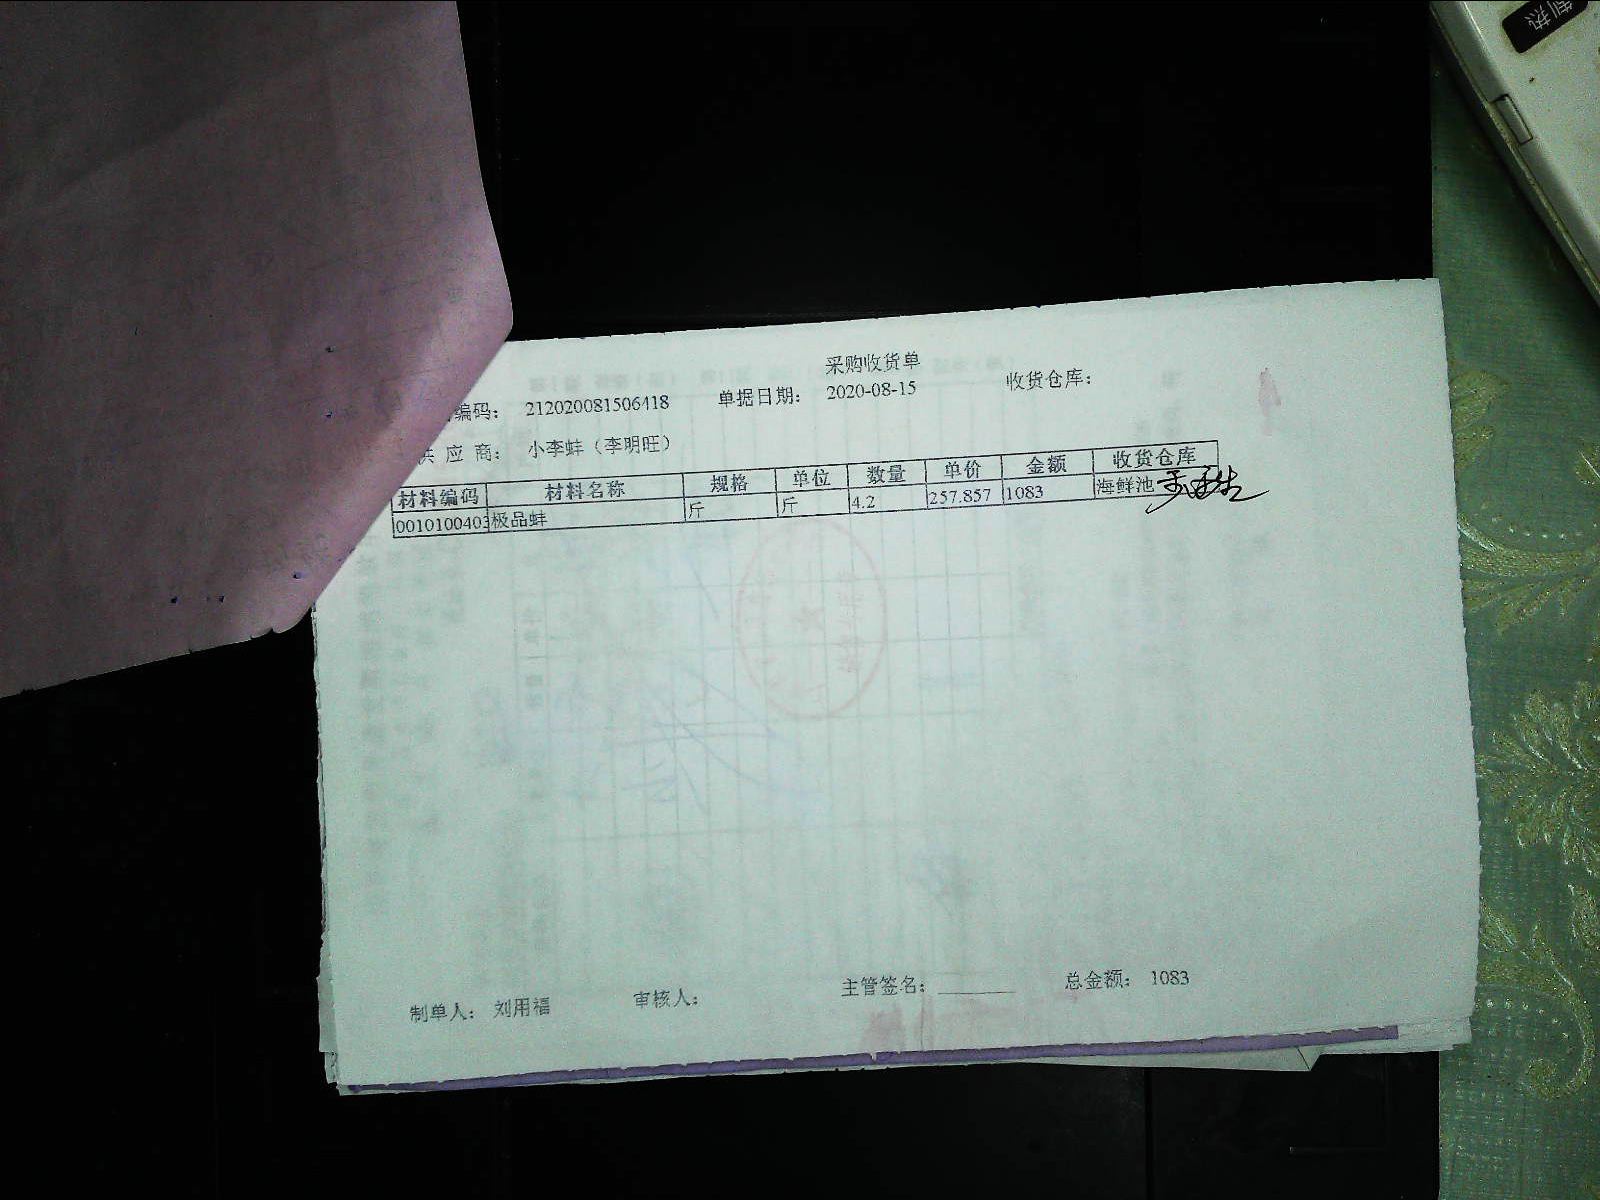 采购收货单
编码： 212020081506418 单据日期： 2020-08-15 收货仓库：
供 应 商： 小李蚌（李明旺）
材料编码 材料名称 规格 单位 数量 单价 金额 收货仓库
0010100403 极品蚌 斤 斤 4.2 257.857 1083 海鲜池
制单人： 刘用福 审核人： 主管签名： 总金额： 1083
制热